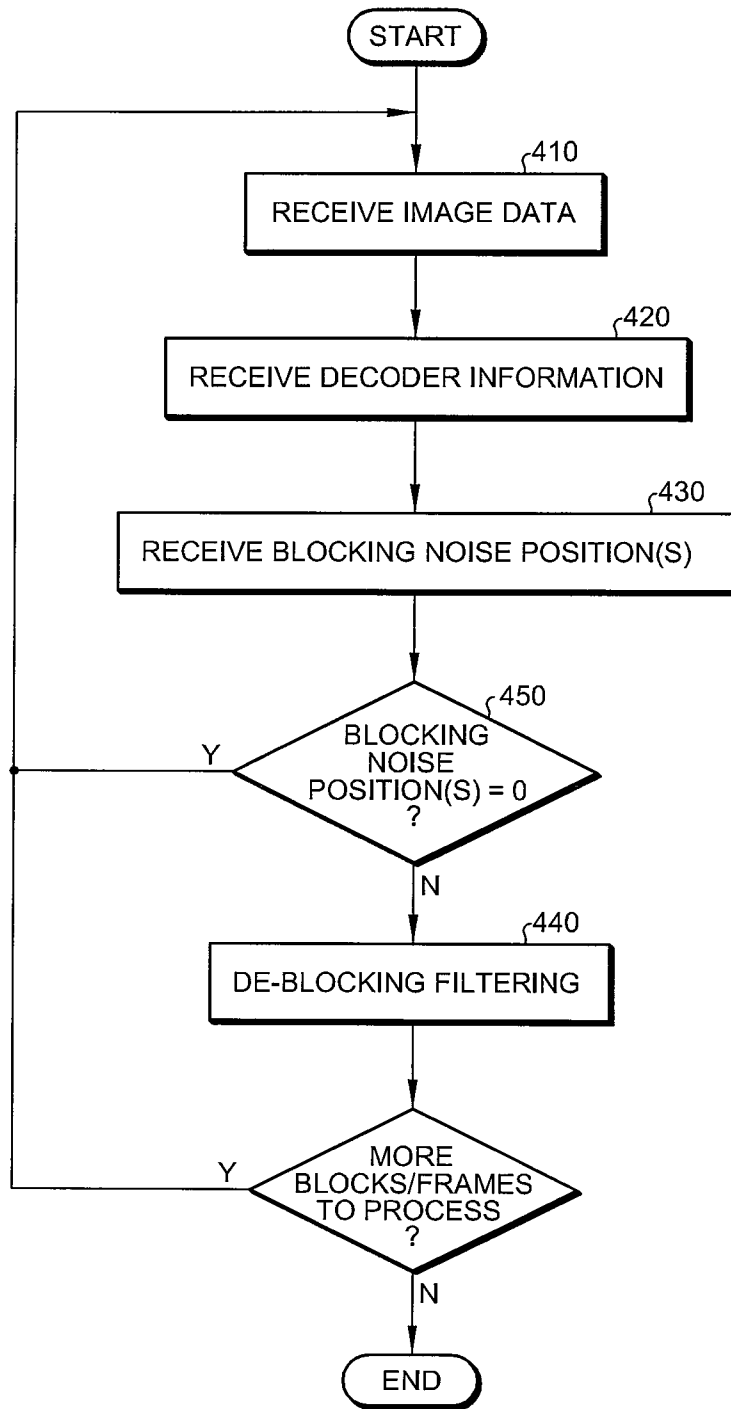 START
410
RECEIVE IMAGE DATA
420
RECEIVE DECODER INFORMATION
430
RECEIVE BLOCKING NOISE POSITION(S)
450
BLOCKING
NOISE
POSITION(S) = 0
?
Y
N
440
DE-BLOCKING FILTERING
MORE
BLOCKS/FRAMES
TO PROCESS
?
Y
N
END